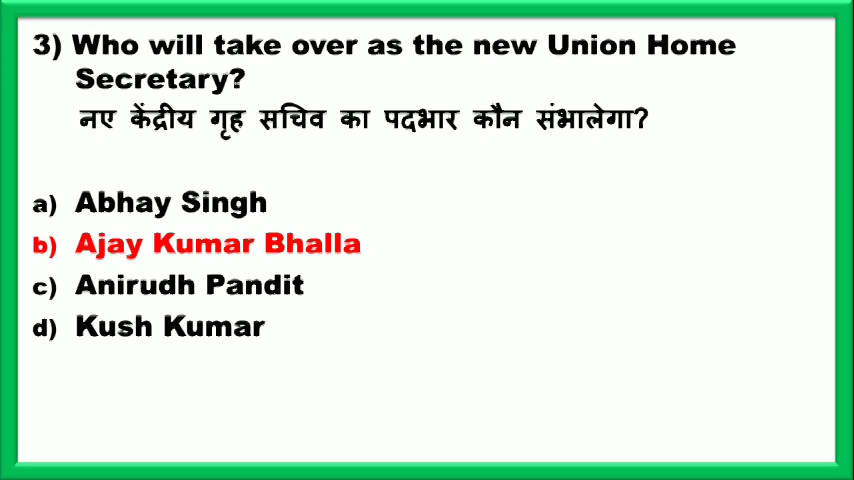 3) Who will take over as the new Union Home
Secretary?
नए केंद्रीय गृह सचिव का पदभार कौन संभालेगा?
a) Abhay Singh
b) Ajay Kumar Bhalla
c) Anirudh Pandit
d) Kush Kumar